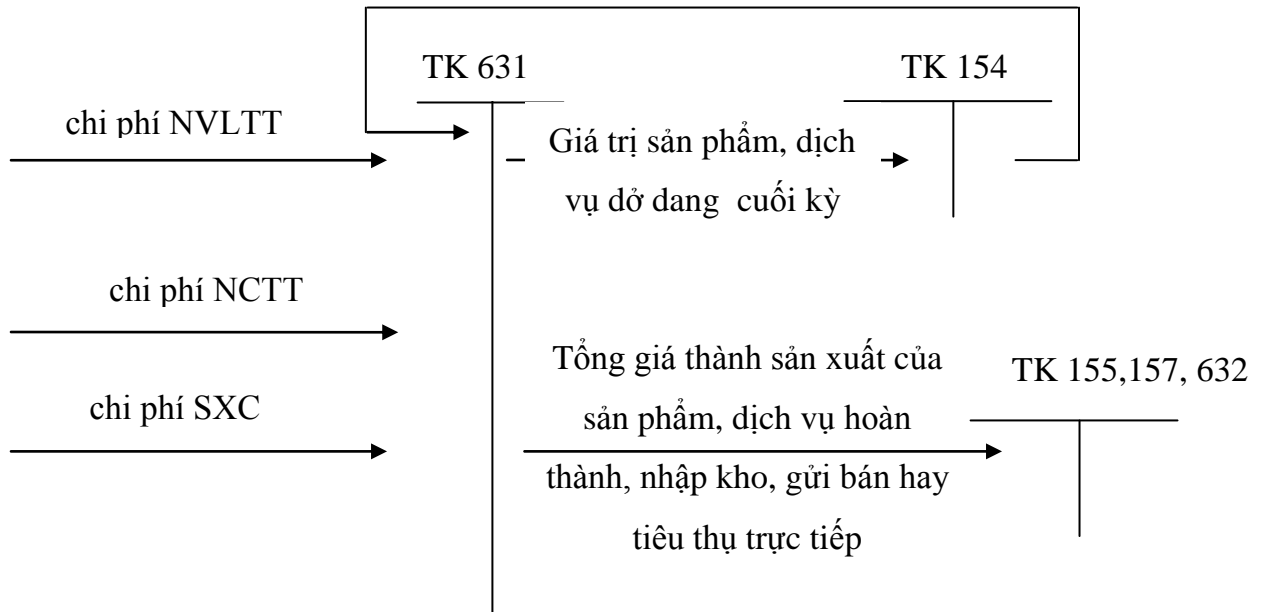 TK 631
TK 154
chi phí NVLTT
Giá trị sản phẩm, dịch
vụ dở dang cuối kỳ
chi phí NCTT
Tổng giá thành sản xuất của
sản phẩm, dịch vụ hoàn
thành, nhập kho, gửi bán hay
tiêu thụ trực tiếp
TK 155,157, 632
chi phí SXC